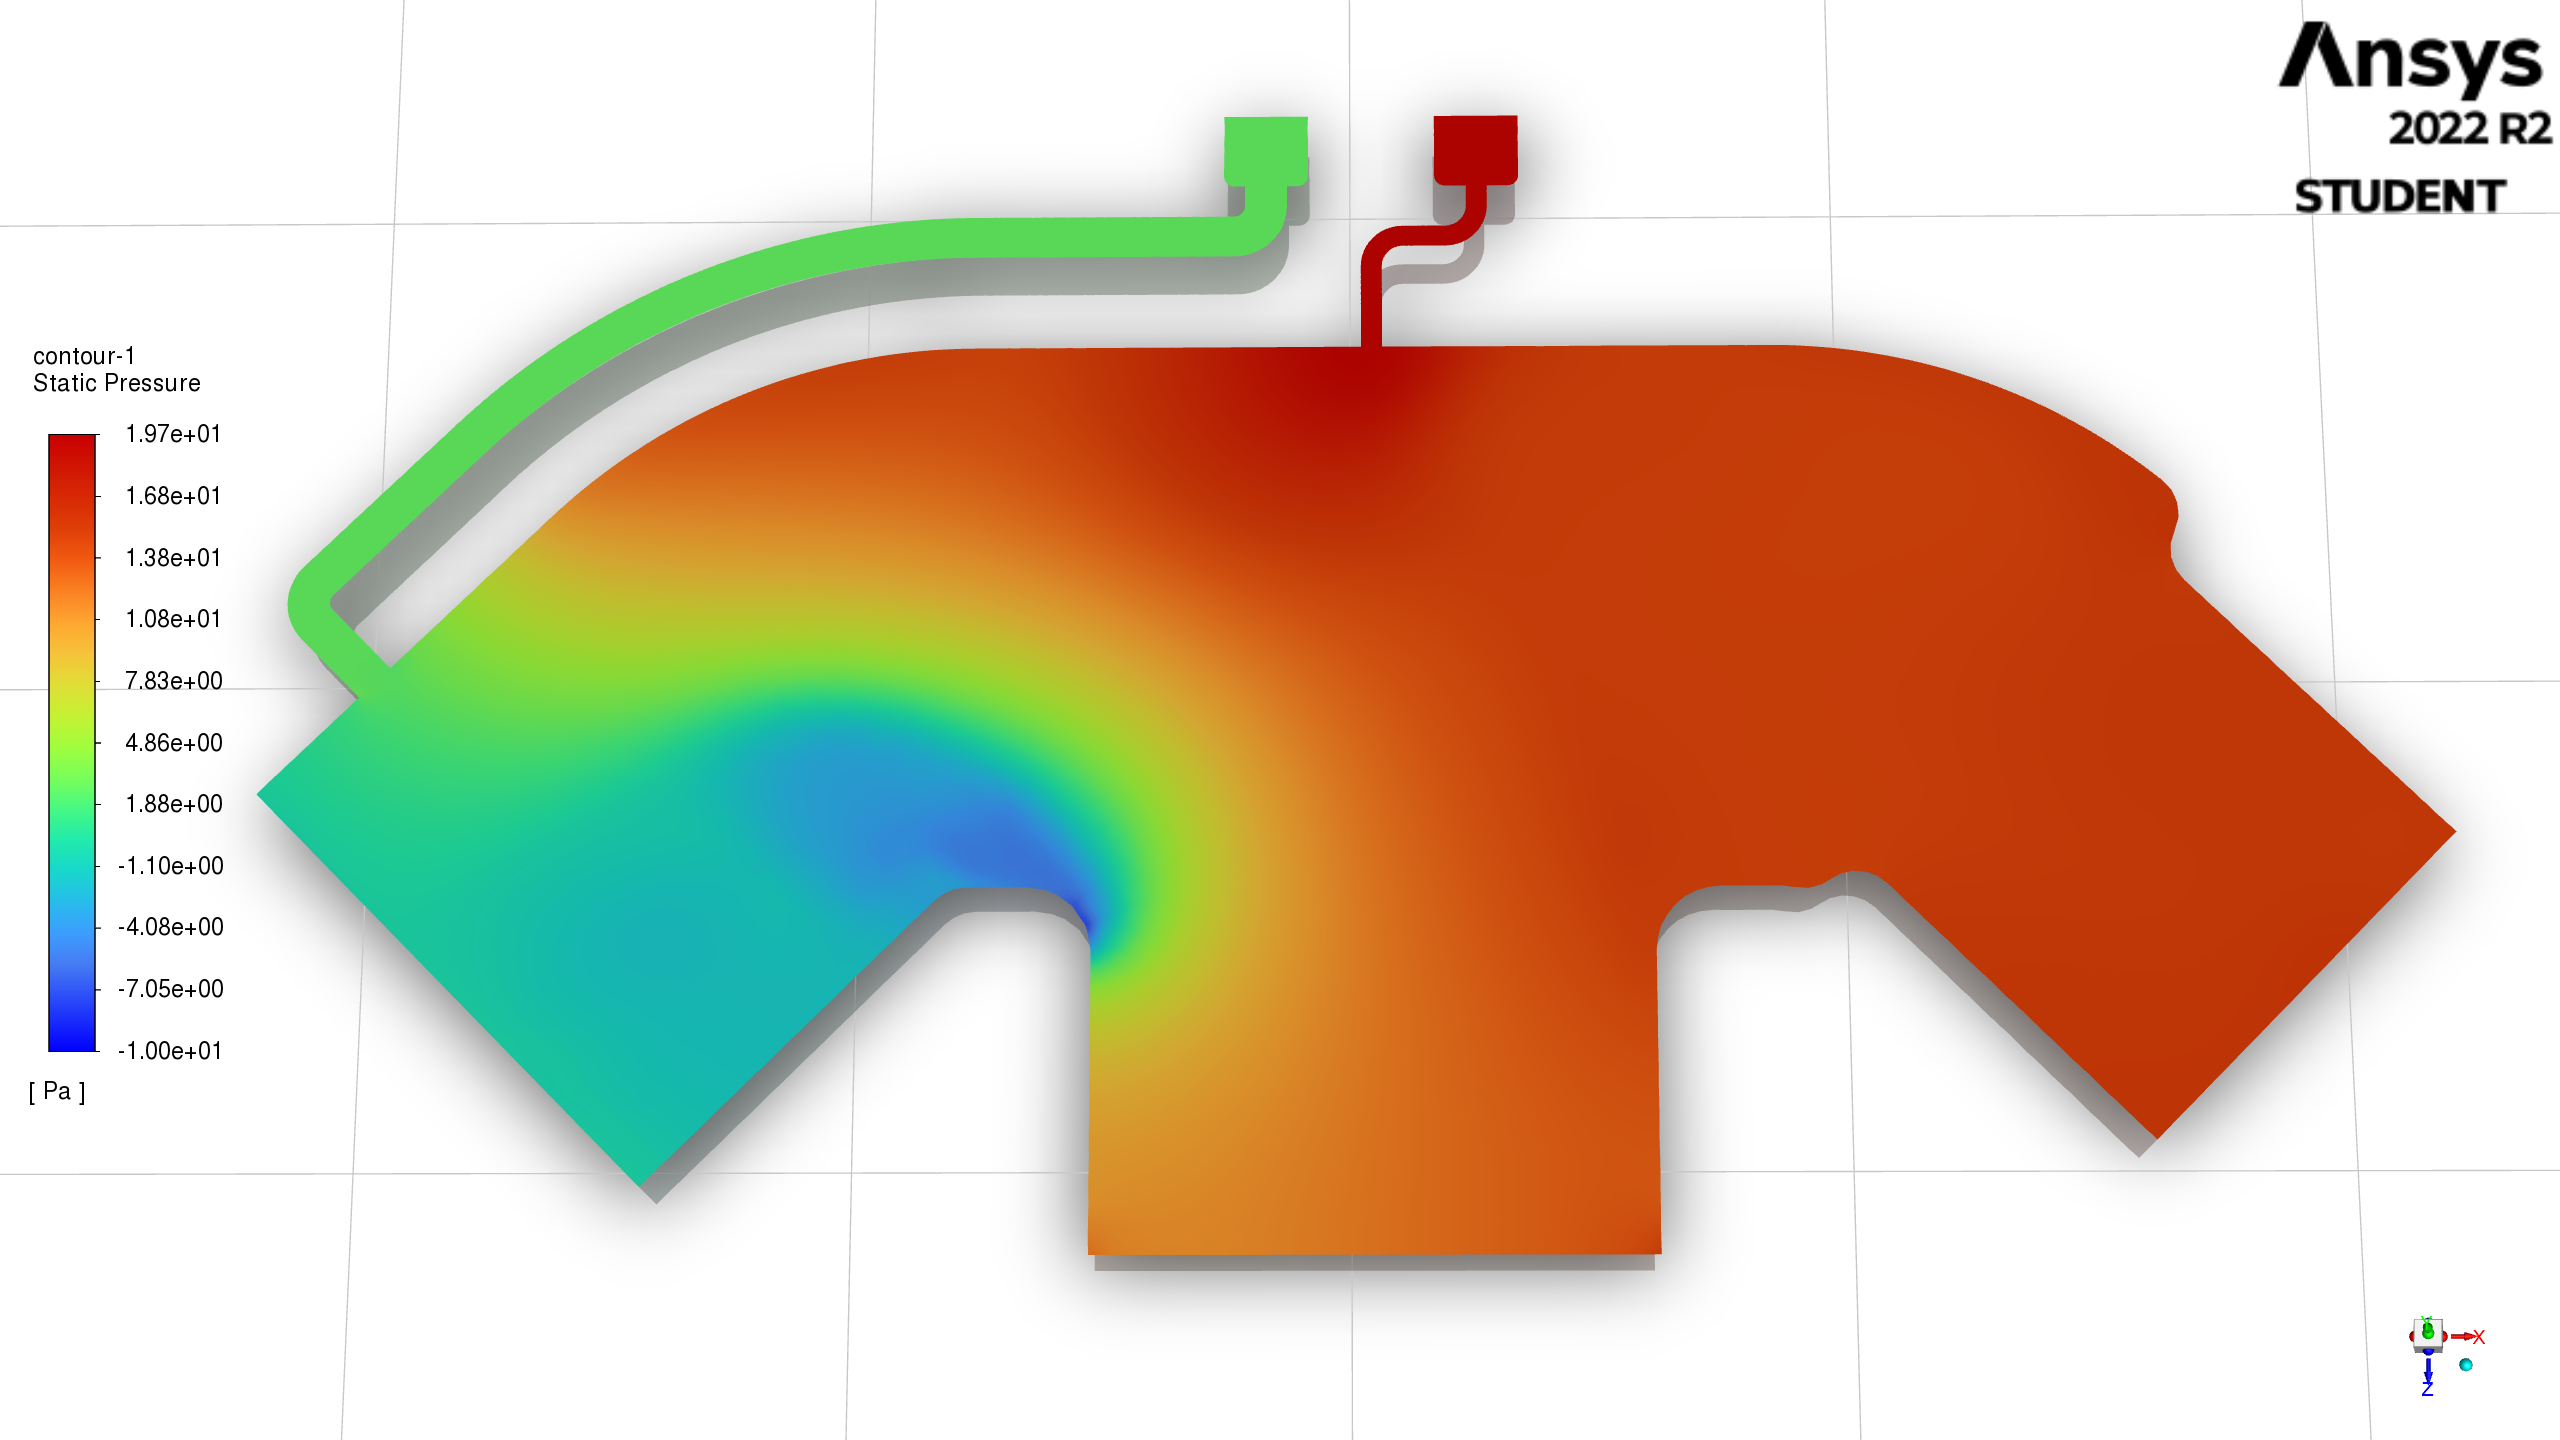 Ansys
2022 R2
STUDENT
contour-1
Static Pressure
1.97e+01
1.68e+01
1.38e+01
1.08e+01
7.83e+00
4.86e+00
1.88e+00
-1.10e+00
-4.08e+00
-7.05e+00
-1.00e+01
[ Pa ]
Y
X
Z